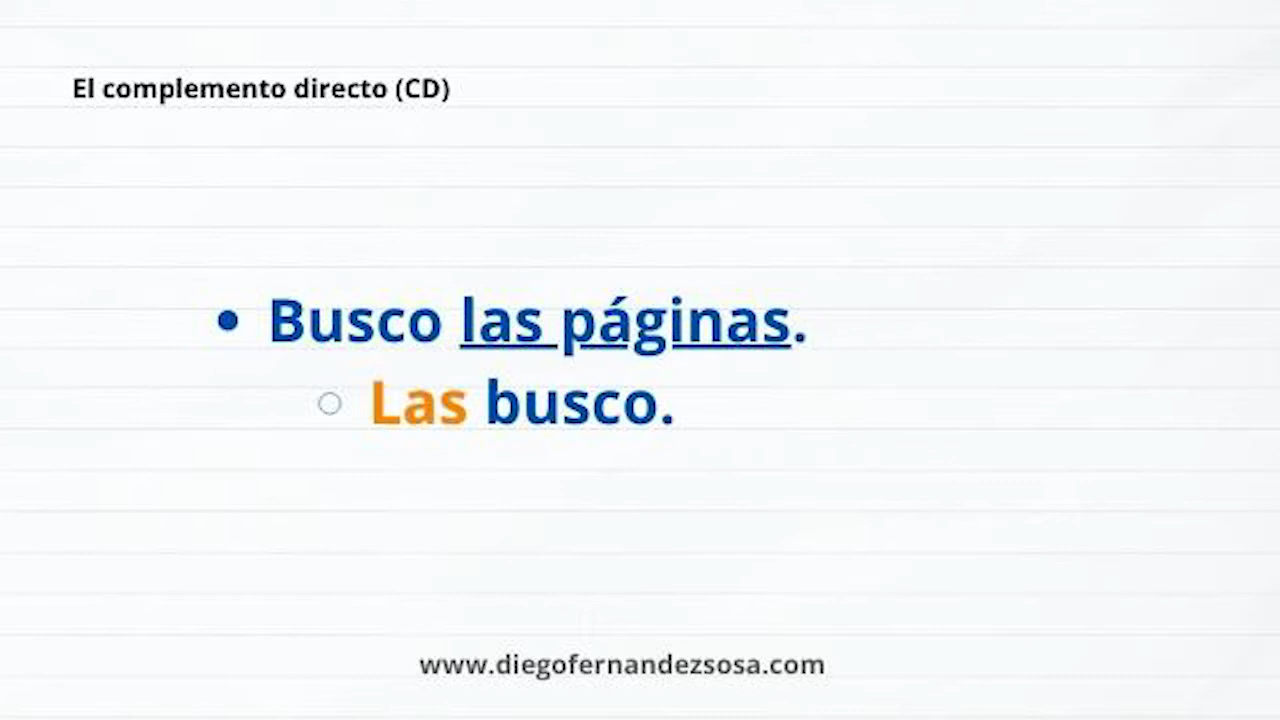 El complemento directo (CD)
• Busco las páginas.
○ Las busco.
www.diegofernandezsosa.com